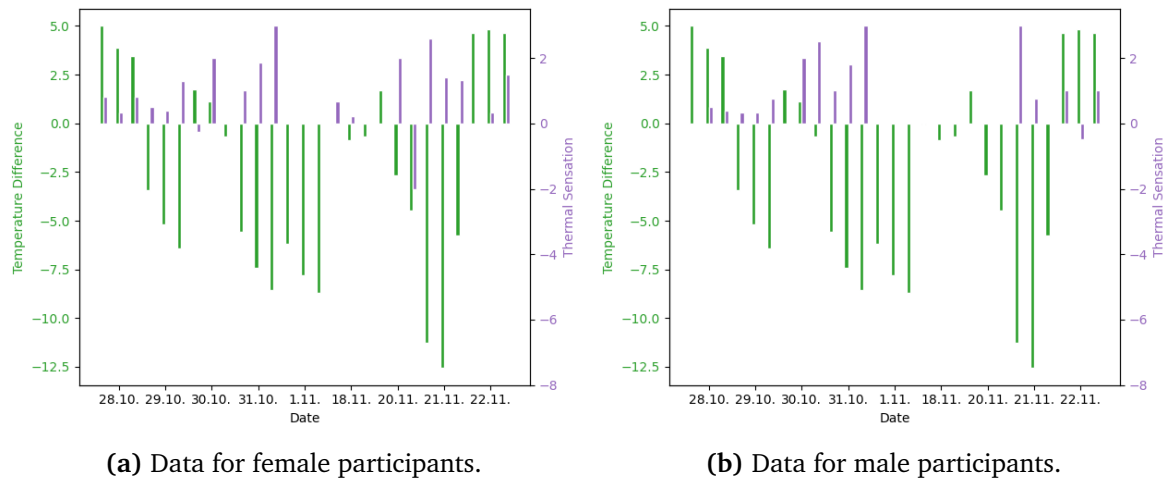 5.0
2.5
0.0
−2.5
−5.0
−7.5
−10.0
−12.5
Temperature Difference
2
0
−2
−4
−6
−8
Thermal Sensation
28.10. 29.10. 30.10. 31.10. 1.11. 18.11. 20.11. 21.11. 22.11.
Date
(a) Data for female participants.
5.0
2.5
0.0
−2.5
−5.0
−7.5
−10.0
−12.5
Temperature Difference
2
0
−2
−4
−6
−8
Thermal Sensation
28.10. 29.10. 30.10. 31.10. 1.11. 18.11. 20.11. 21.11. 22.11.
Date
(b) Data for male participants.